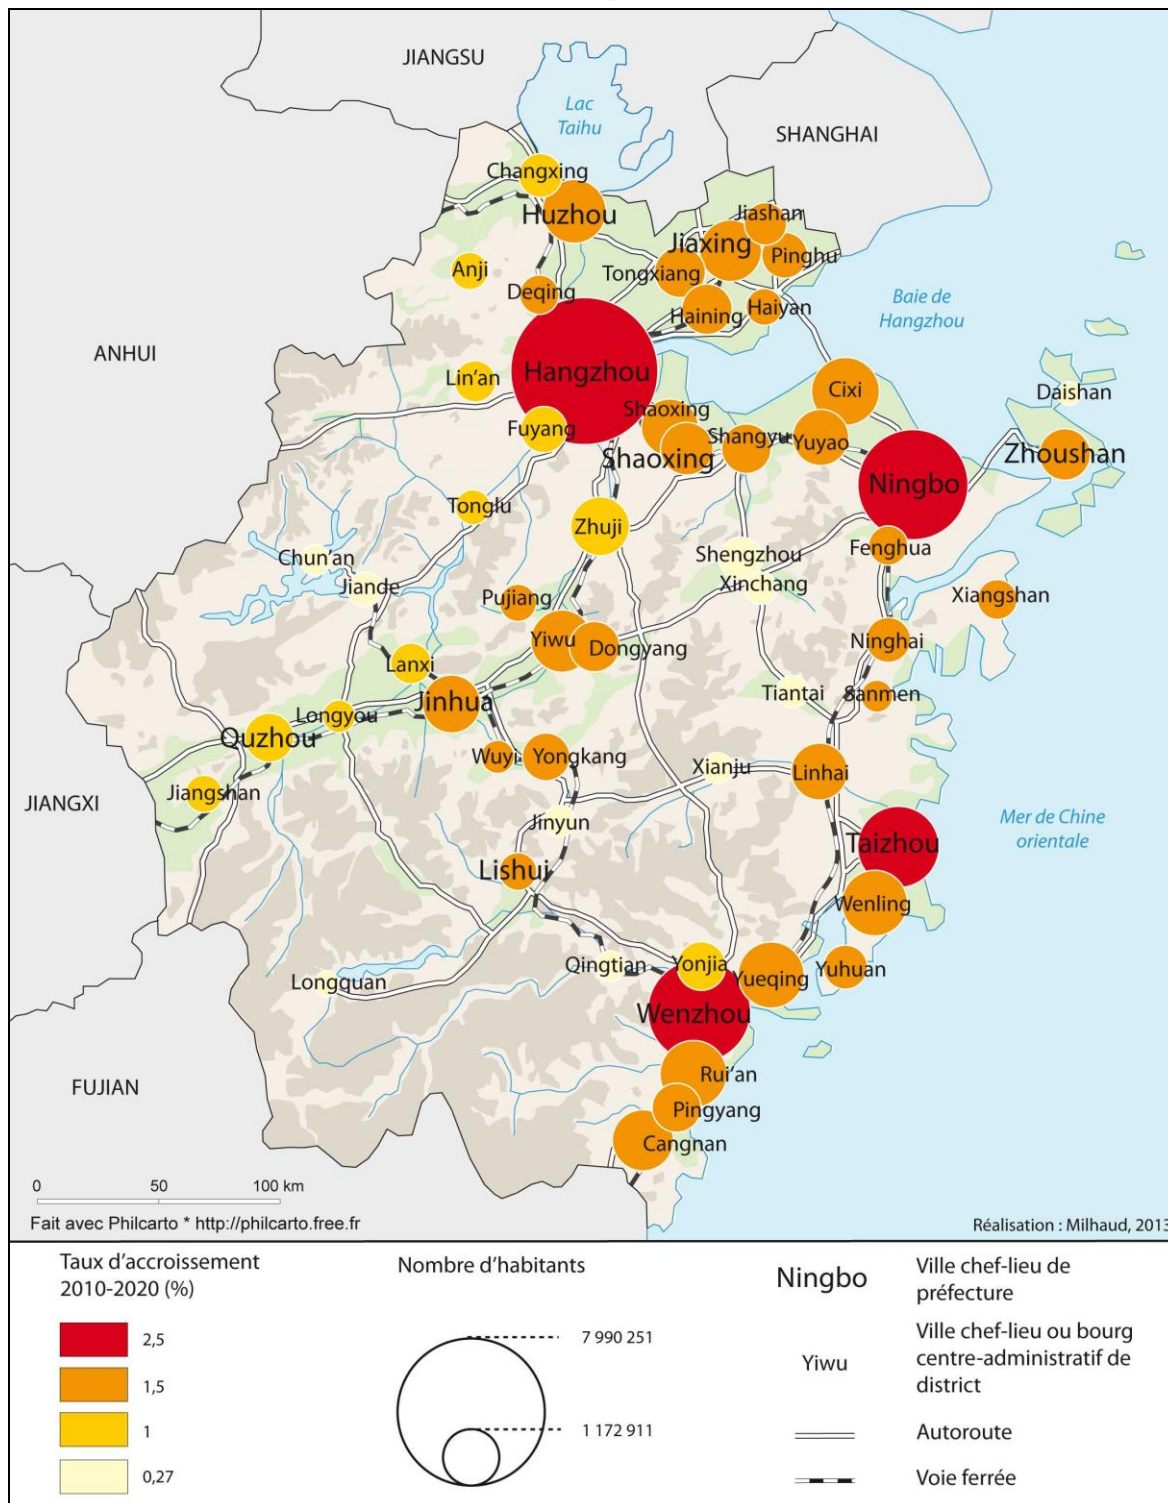 JIANGSU
Lac
Taihu
SHANGHAI
Changxing
Huzhou
Jiashan
Jiaxing
Pinghu
Tongxiang
Anji
Deqing
Haining
Haiyan
Baie de
Hangzhou
ANHUI
Hangzhou
Lin'an
Cixi
Daishan
Shaoxing
Fuyang
Shangyu
Yuyao
Shaoxing
Zhoushan
Ningbo
Tonglu
Zhuji
Fenghua
Chun'an
Shengzhou
Jiande
Xinchang
Pujiang
Xiangshan
Yiwu
Dongyang
Ninghai
Lanxi
Tiantai
Sanmen
Jinhua
Longyou
Quzhou
Wuyi
Yongkang
Xianju
Linhai
Jiangshan
JIANGXI
Jinyun
Mer de Chine
orientale
Taizhou
Lishui
Wenling
Qingtian
Yonjia
Yuhuan
Yueqing
Longquan
Wenzhou
Rui'an
FUJIAN
Pingyang
Cangnan
0 50 100 km
Fait avec Philcarto * http://philcarto.free.fr
Réalisation : Milhaud, 2013
Taux d'accroissement
2010-2020 (%)
2,5
1,5
1
0,27
Nombre d'habitants
7 990 251
1 172 911
Ningbo
Ville chef-lieu de
préfecture
Yiwu
Ville chef-lieu ou bourg
centre-administratif de
district
Autoroute
Voie ferrée